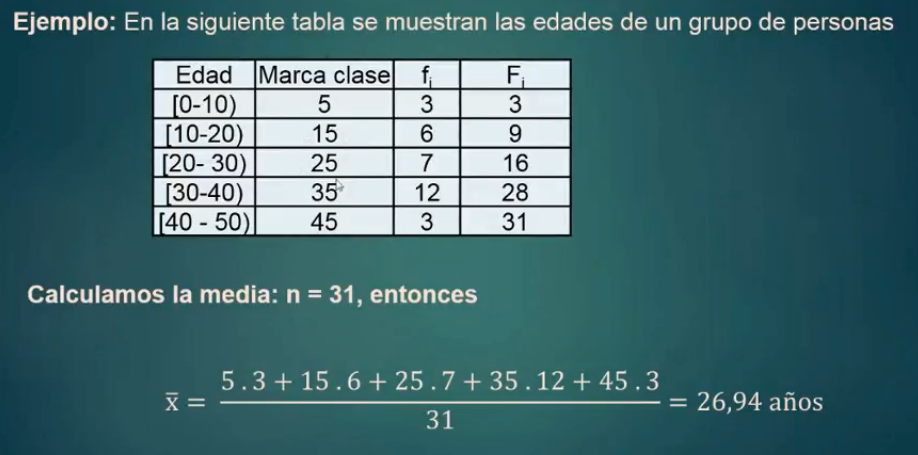 Ejemplo: En la siguiente tabla se muestran las edades de un grupo de personas
Edad Marca clase fᵢ Fᵢ
[0-10) 5 3 3
[10-20) 15 6 9
[20- 30) 25 7 16
[30-40) 35 12 28
[40 - 50) 45 3 31
Calculamos la media: n = 31, entonces
5 . 3 + 15 . 6 + 25 . 7 + 35 . 12 + 45 . 3
x̅ = = 26,94 años
31